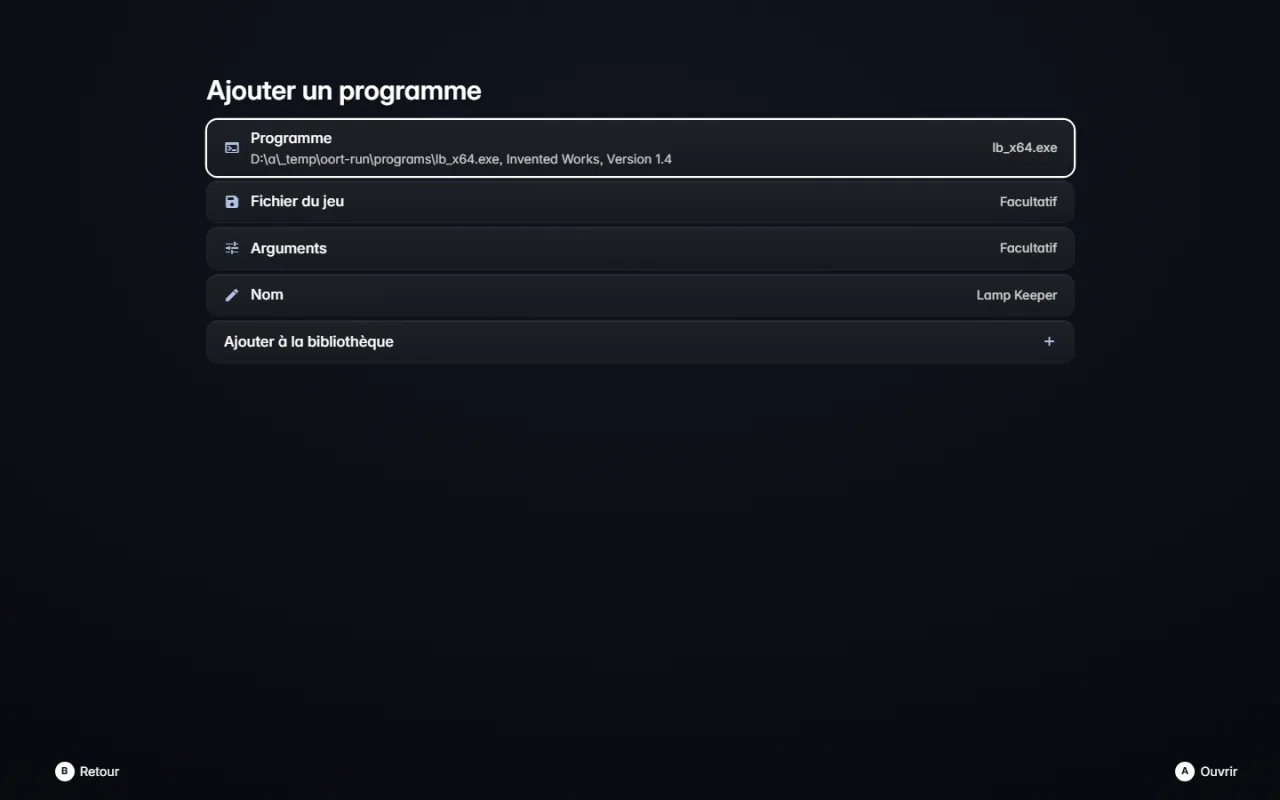 Ajouter un programme
Programme
D:\a\_temp\oort-run\programs\lb_x64.exe, Invented Works, Version 1.4
lb_x64.exe
Fichier du jeu
Facultatif
Arguments
Facultatif
Nom
Lamp Keeper
Ajouter à la bibliothèque
+
B Retour
A Ouvrir